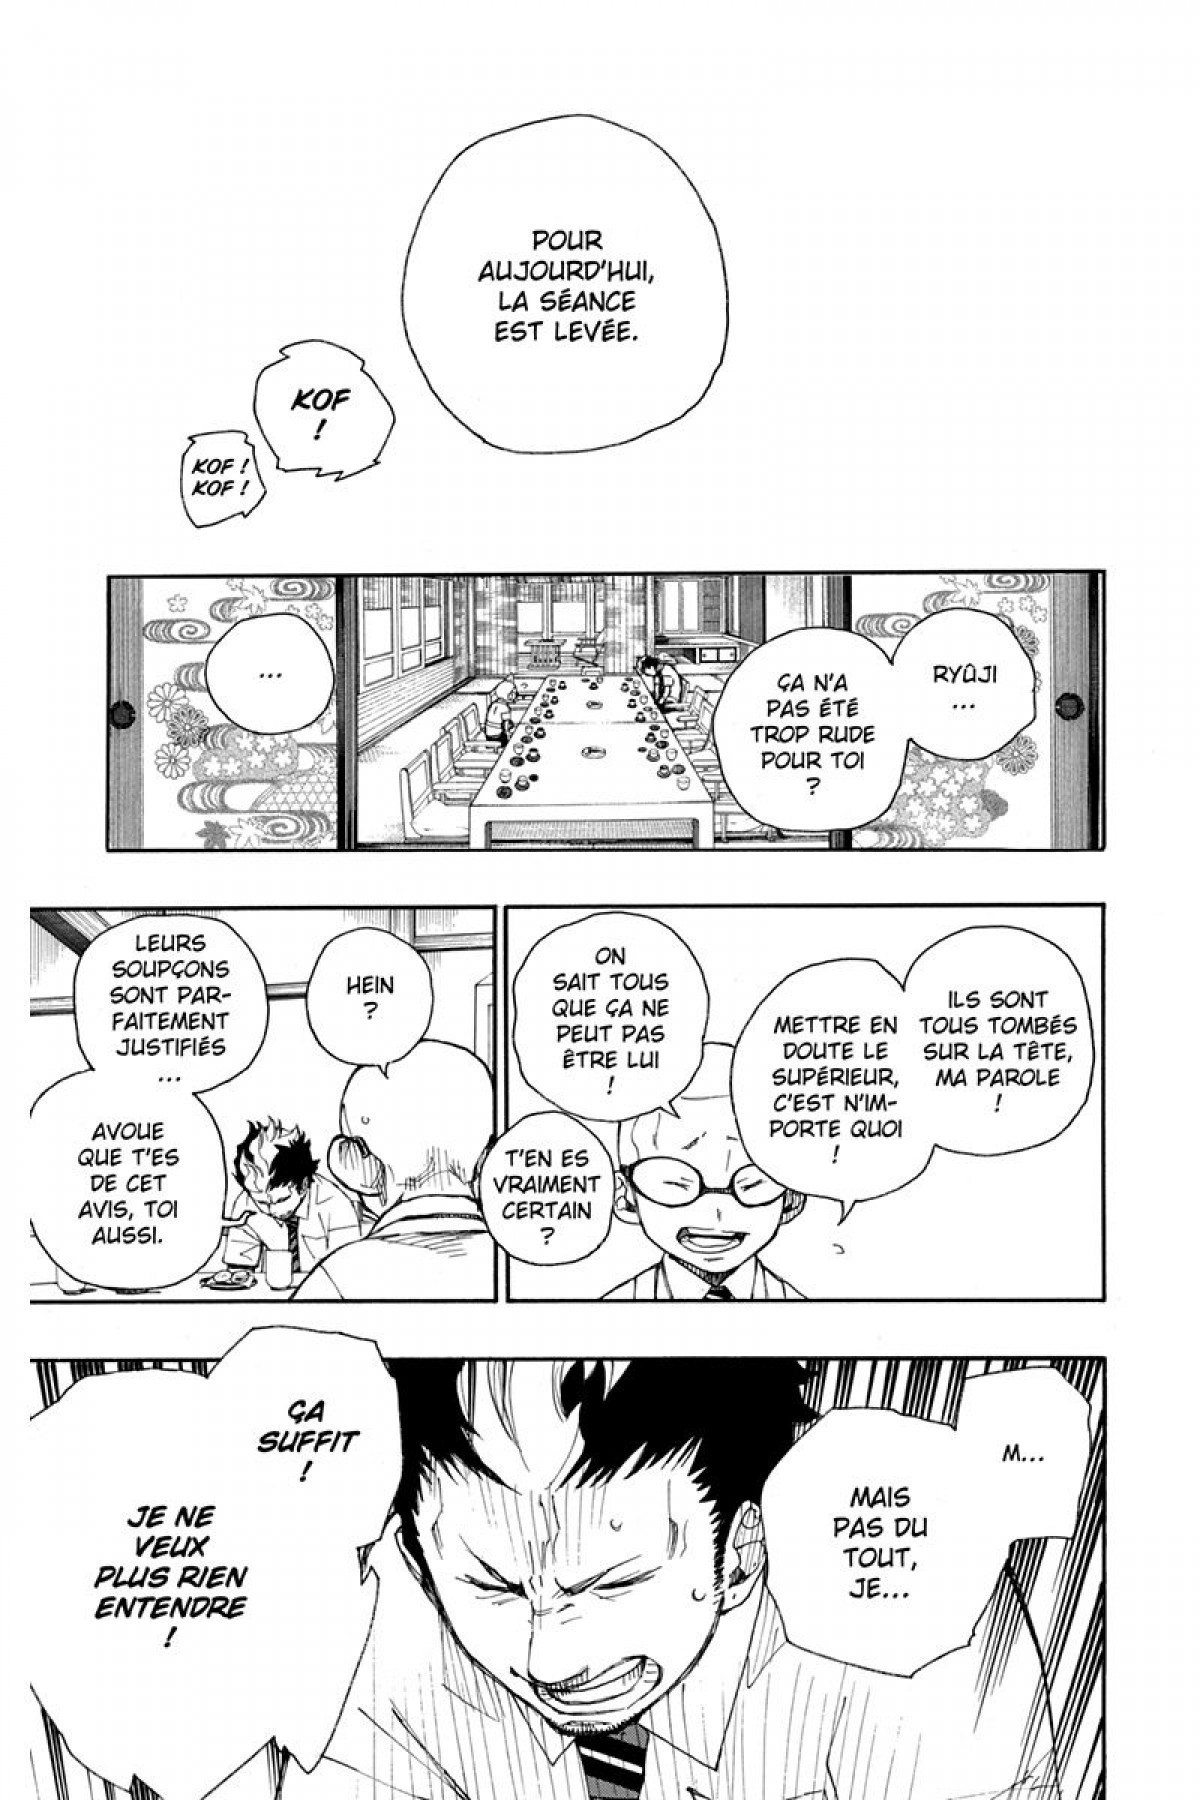 POUR
AUJOURD'HUI,
LA SÉANCE
EST LEVÉE.
KOF
!
KOF !
KOF !
RYÛJI
...
ÇA N'A
PAS ÉTÉ
TROP RUDE
POUR TOI
?
...
ILS SONT
TOUS TOMBÉS
SUR LA TÊTE,
MA PAROLE
!
METTRE EN
DOUTE LE
SUPÉRIEUR,
C'EST N'IM-
PORTE QUOI
!
ON
SAIT TOUS
QUE ÇA NE
PEUT PAS
ÊTRE LUI
!
T'EN ES
VRAIMENT
CERTAIN
?
HEIN
?
LEURS
SOUPÇONS
SONT PAR-
FAITEMENT
JUSTIFIÉS
...
AVOUE
QUE T'ES
DE CET
AVIS, TOI
AUSSI.
M...
MAIS
PAS DU
TOUT,
JE...
ÇA
SUFFIT
!
JE NE
VEUX
PLUS RIEN
ENTENDRE
!